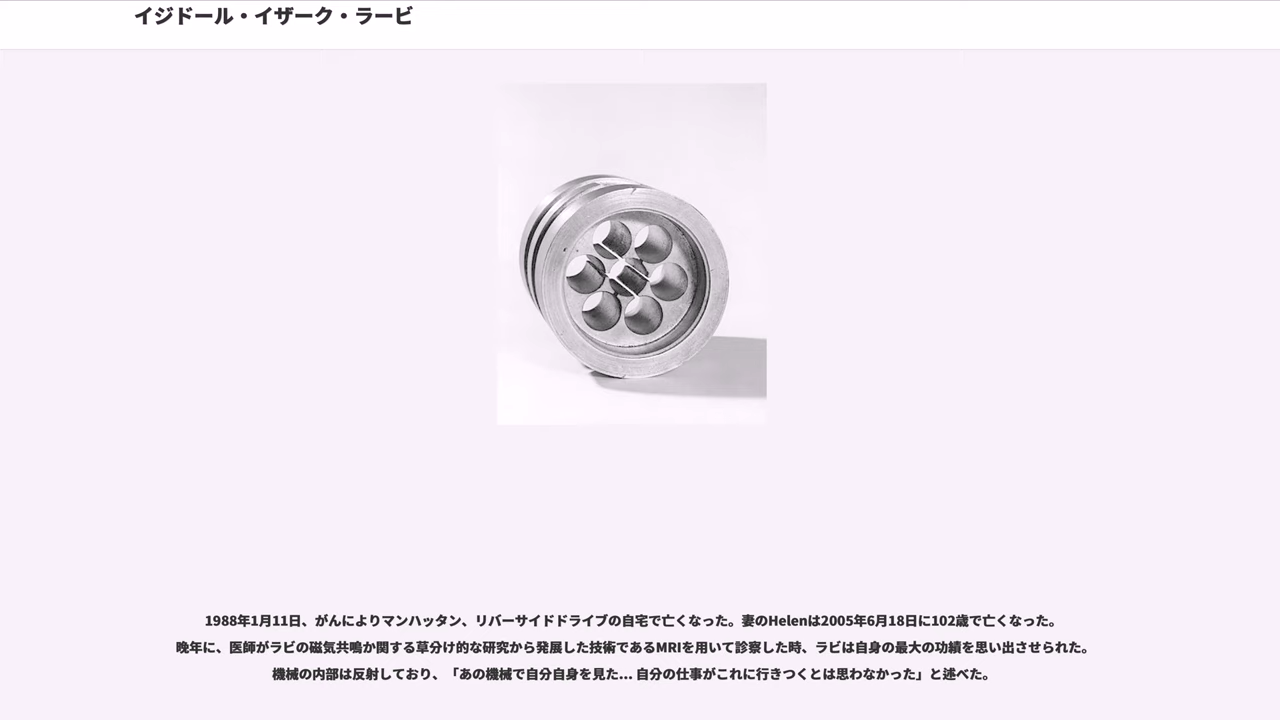 イジドール・イザーク・ラービ
1988年1月11日、がんによりマンハッタン、リバーサイドドライブの自宅で亡くなった。妻のHelenは2005年6月18日に102歳で亡くなった。
晩年に、医師がラビの磁気共鳴か関する草分け的な研究から発展した技術であるMRIを用いて診察した時、ラビは自身の最大の功績を思い出させられた。
機械の内部は反射しており、「あの機械で自分自身を見た... 自分の仕事がこれに行きつくとは思わなかった」と述べた。